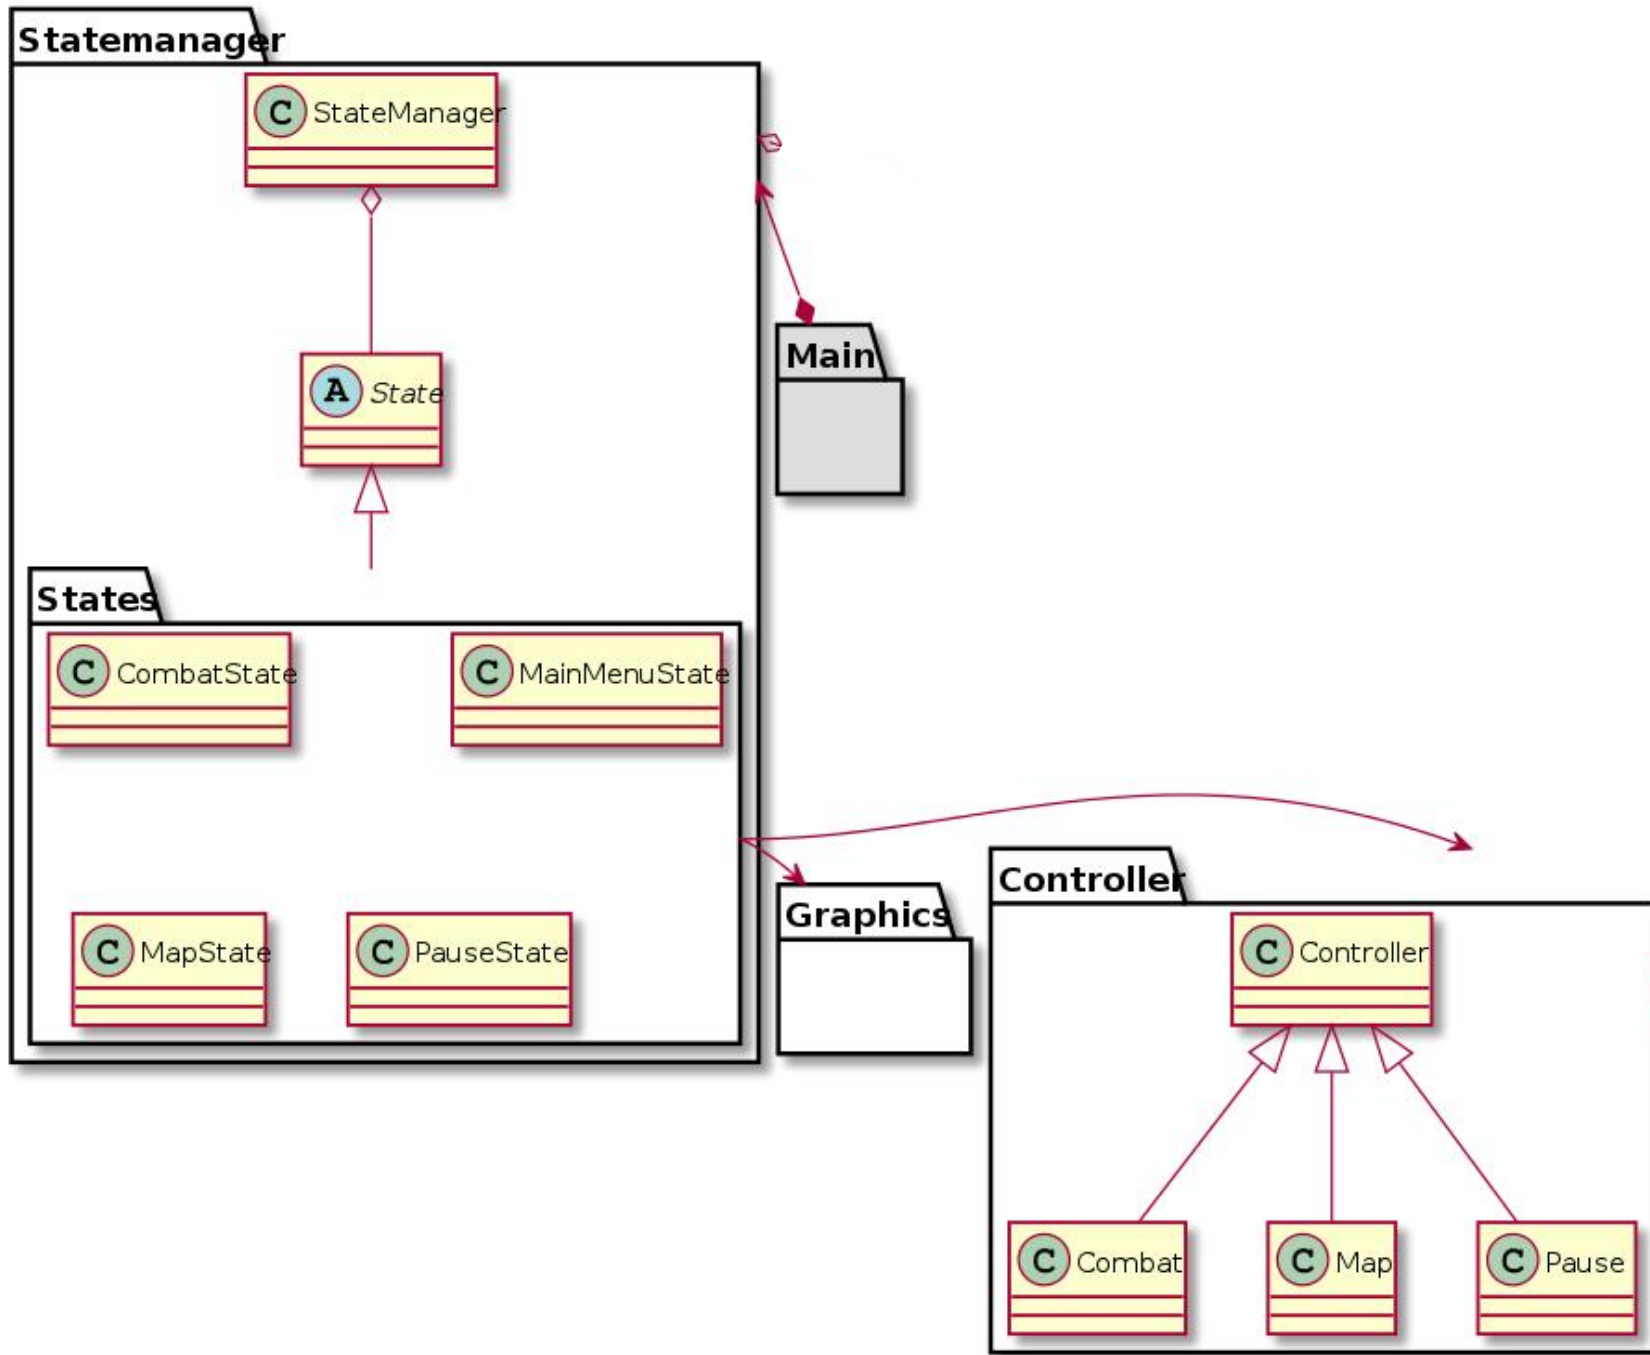 Statemanager
C StateManager
A State
Main
States
C CombatState
C MainMenuState
C MapState
C PauseState
Graphics
Controller
C Controller
C Combat
C Map
C Pause